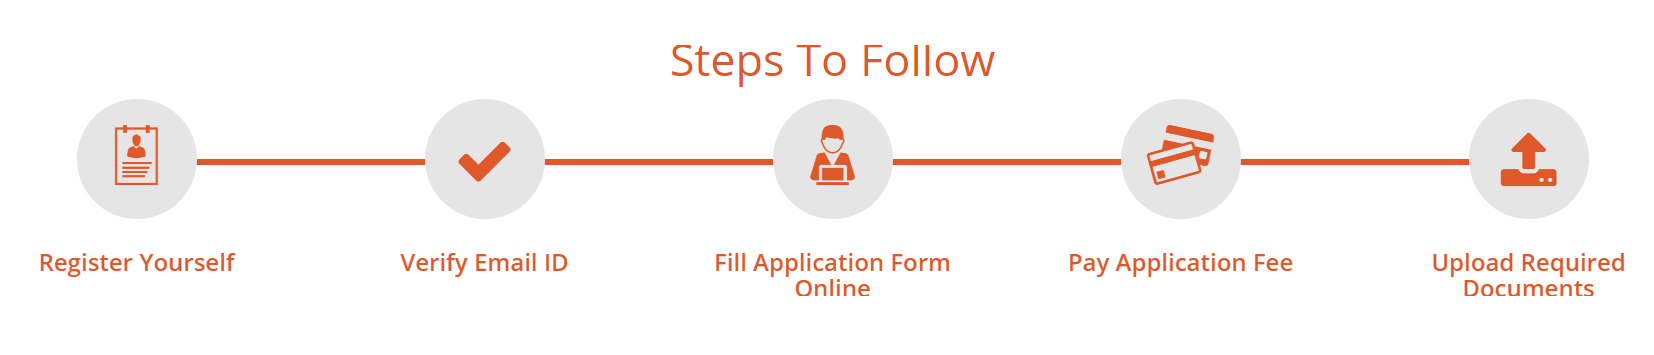 Steps To Follow
Register Yourself
Verify Email ID
Fill Application Form
Online
Pay Application Fee
Upload Required
Documents